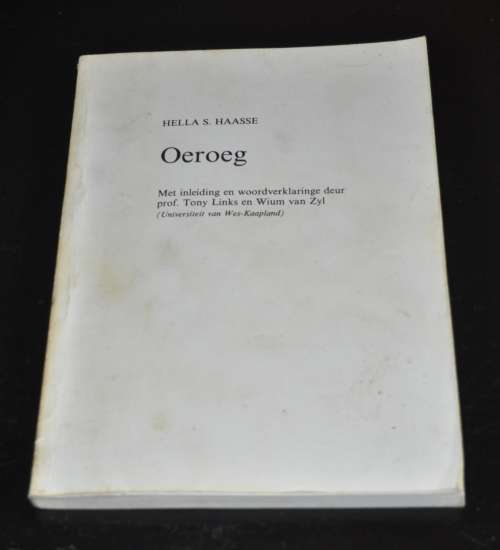 HELLA S. HAASSE
Oeroeg
Met inleiding en woordverklaringe deur
prof. Tony Links en Wium van Zyl
(Universiteit van Wes-Kaapland)